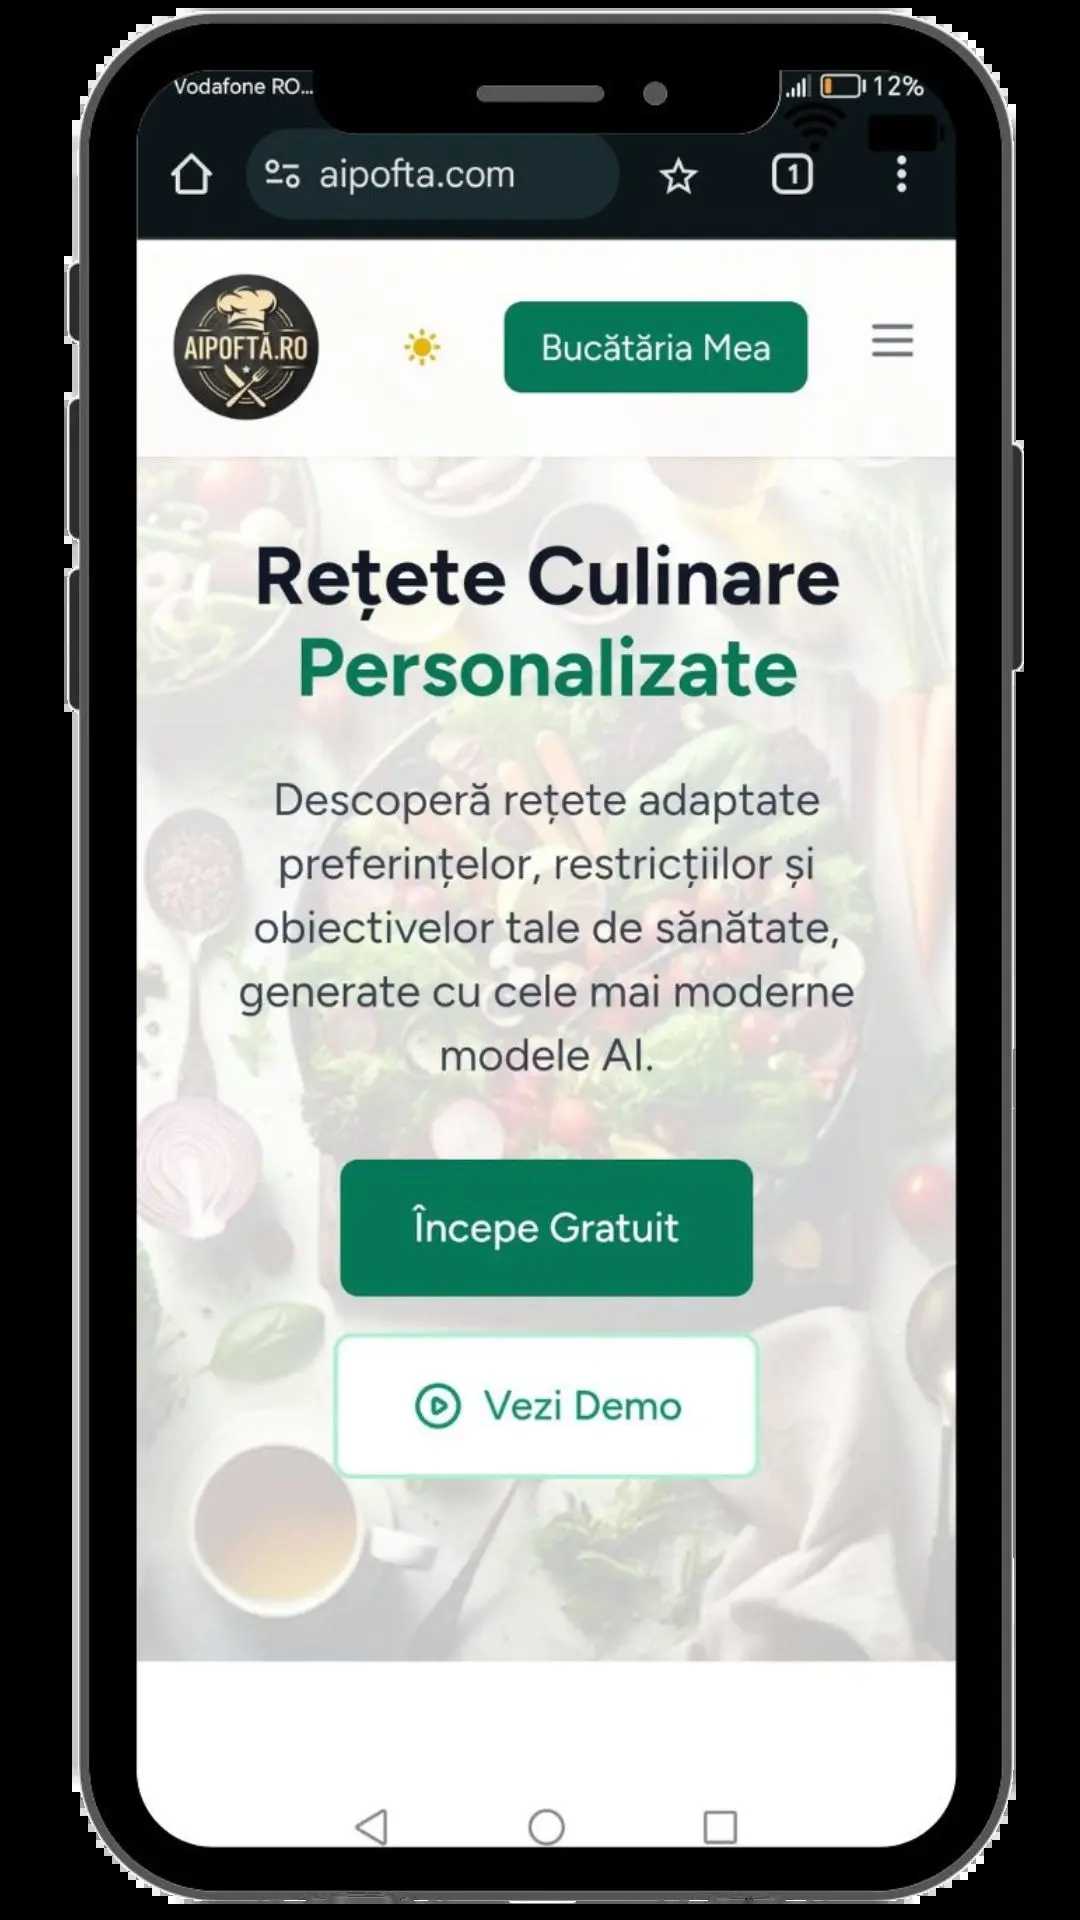 Vodafone RO...
12%
aipofta.com
1
AIPOFTĂ.RO
Bucătăria Mea
Rețete Culinare
Personalizate
Descoperă rețete adaptate
preferințelor, restricțiilor și
obiectivelor tale de sănătate,
generate cu cele mai moderne
modele AI.
Începe Gratuit
Vezi Demo